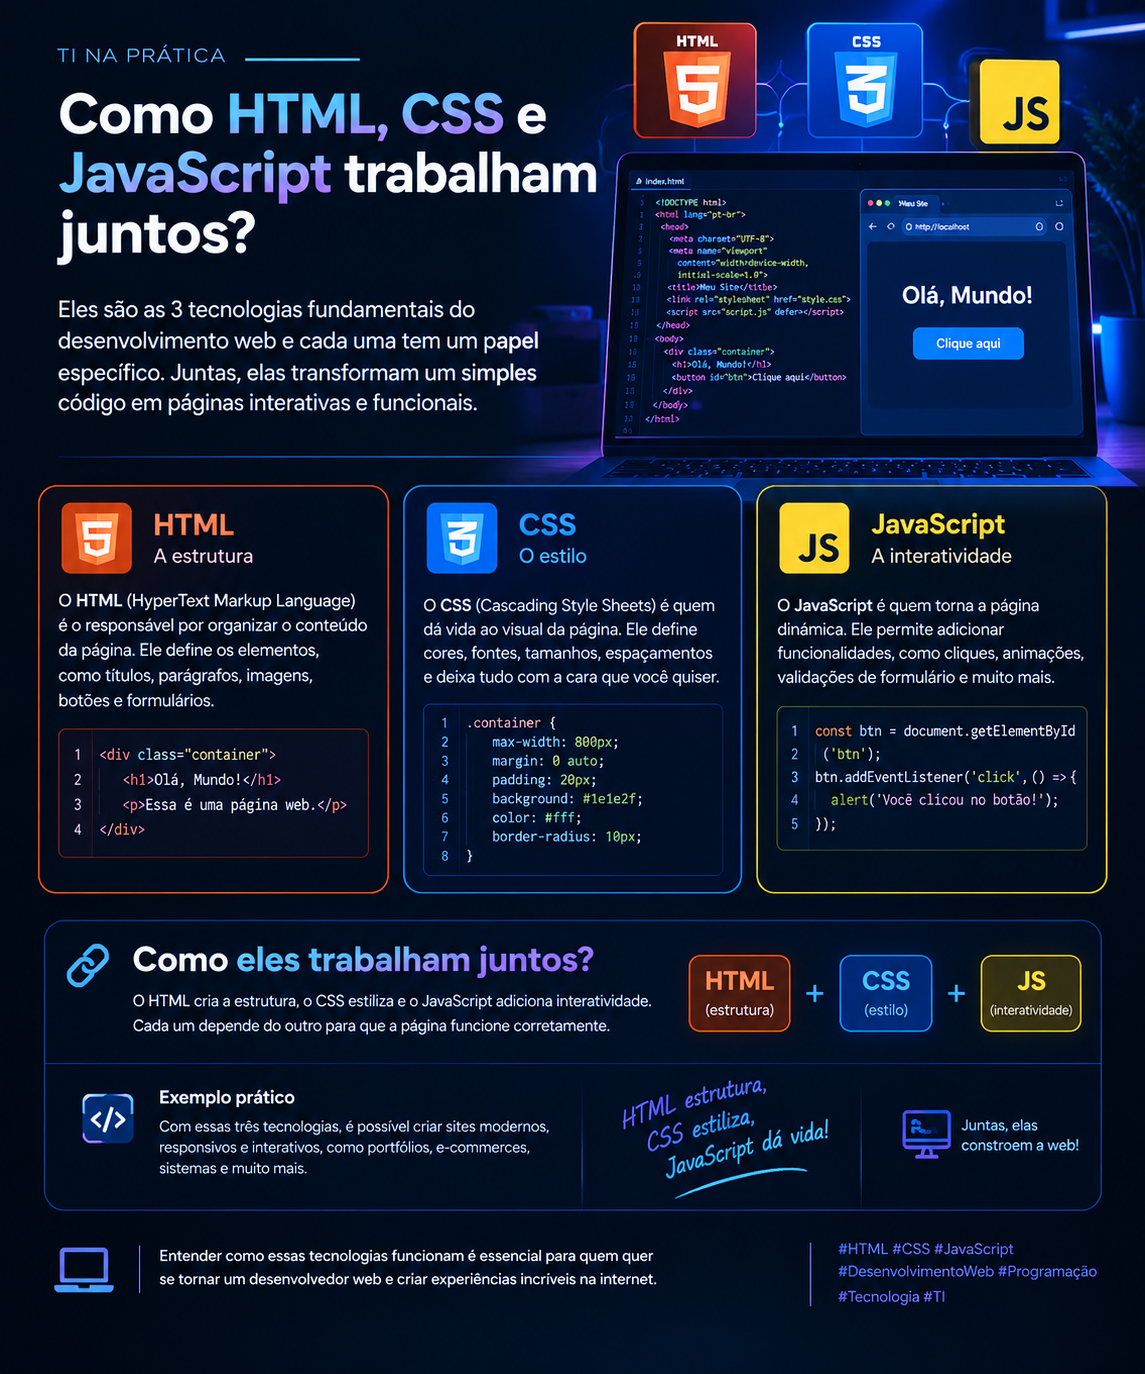 TI NA PRÁTICA
Como HTML, CSS e
JavaScript trabalham
juntos?
Eles são as 3 tecnologias fundamentais do
desenvolvimento web e cada uma tem um papel
específico. Juntas, elas transformam um simples
código em páginas interativas e funcionais.
HTML
5
CSS
3
JS
index.html
<!DOCTYPE html>
<html lang="pt-br">
<head>
<meta charset="UTF-8">
<meta name="viewport"
content="width=device-width,
initial-scale=1.0">
<title>Meu Site</title>
<link rel="stylesheet" href="style.css">
<script src="script.js" defer></script>
</head>
<body>
<div class="container">
<h1>Olá, Mundo!</h1>
<button id="btn">Clique aqui</button>
</div>
</body>
</html>
Meu Site
http://localhost
Olá, Mundo!
Clique aqui
5
HTML
A estrutura
O HTML (HyperText Markup Language)
é o responsável por organizar o conteúdo
da página. Ele define os elementos,
como títulos, parágrafos, imagens,
botões e formulários.
1 <div class="container">
2 <h1>Olá, Mundo!</h1>
3 <p>Essa é uma página web.</p>
4 </div>
3
CSS
O estilo
O CSS (Cascading Style Sheets) é quem
dá vida ao visual da página. Ele define
cores, fontes, tamanhos, espaçamentos
e deixa tudo com a cara que você quiser.
1 .container {
2 max-width: 800px;
3 margin: 0 auto;
4 padding: 20px;
5 background: #1e1e2f;
6 color: #fff;
7 border-radius: 10px;
8 }
JS
JavaScript
A interatividade
O JavaScript é quem torna a página
dinámica. Ele permite adicionar
funcionalidades, como cliques, animações,
validações de formulário e muito mais.
1 const btn = document.getElementById
2 ('btn');
3 btn.addEventListener('click',() => {
4 alert('Você clicou no botão!');
5 });
Como eles trabalham juntos?
O HTML cria a estrutura, o CSS estiliza e o JavaScript adiciona interatividade.
Cada um depende do outro para que a página funcione corretamente.
HTML
(estrutura)
+
CSS
(estilo)
+
JS
(interatividade)
</>
Exemplo prático
Com essas três tecnologias, é possível criar sites modernos,
responsivos e interativos, como portfólios, e-commerces,
sistemas e muito mais.
HTML estrutura,
CSS estiliza,
JavaScript dá vida!
Juntas, elas
constroem a web!
Entender como essas tecnologias funcionam é essencial para quem quer
se tornar um desenvolvedor web e criar experiências incríveis na internet.
#HTML #CSS #JavaScript
#DesenvolvimentoWeb #Programação
#Tecnologia #TI